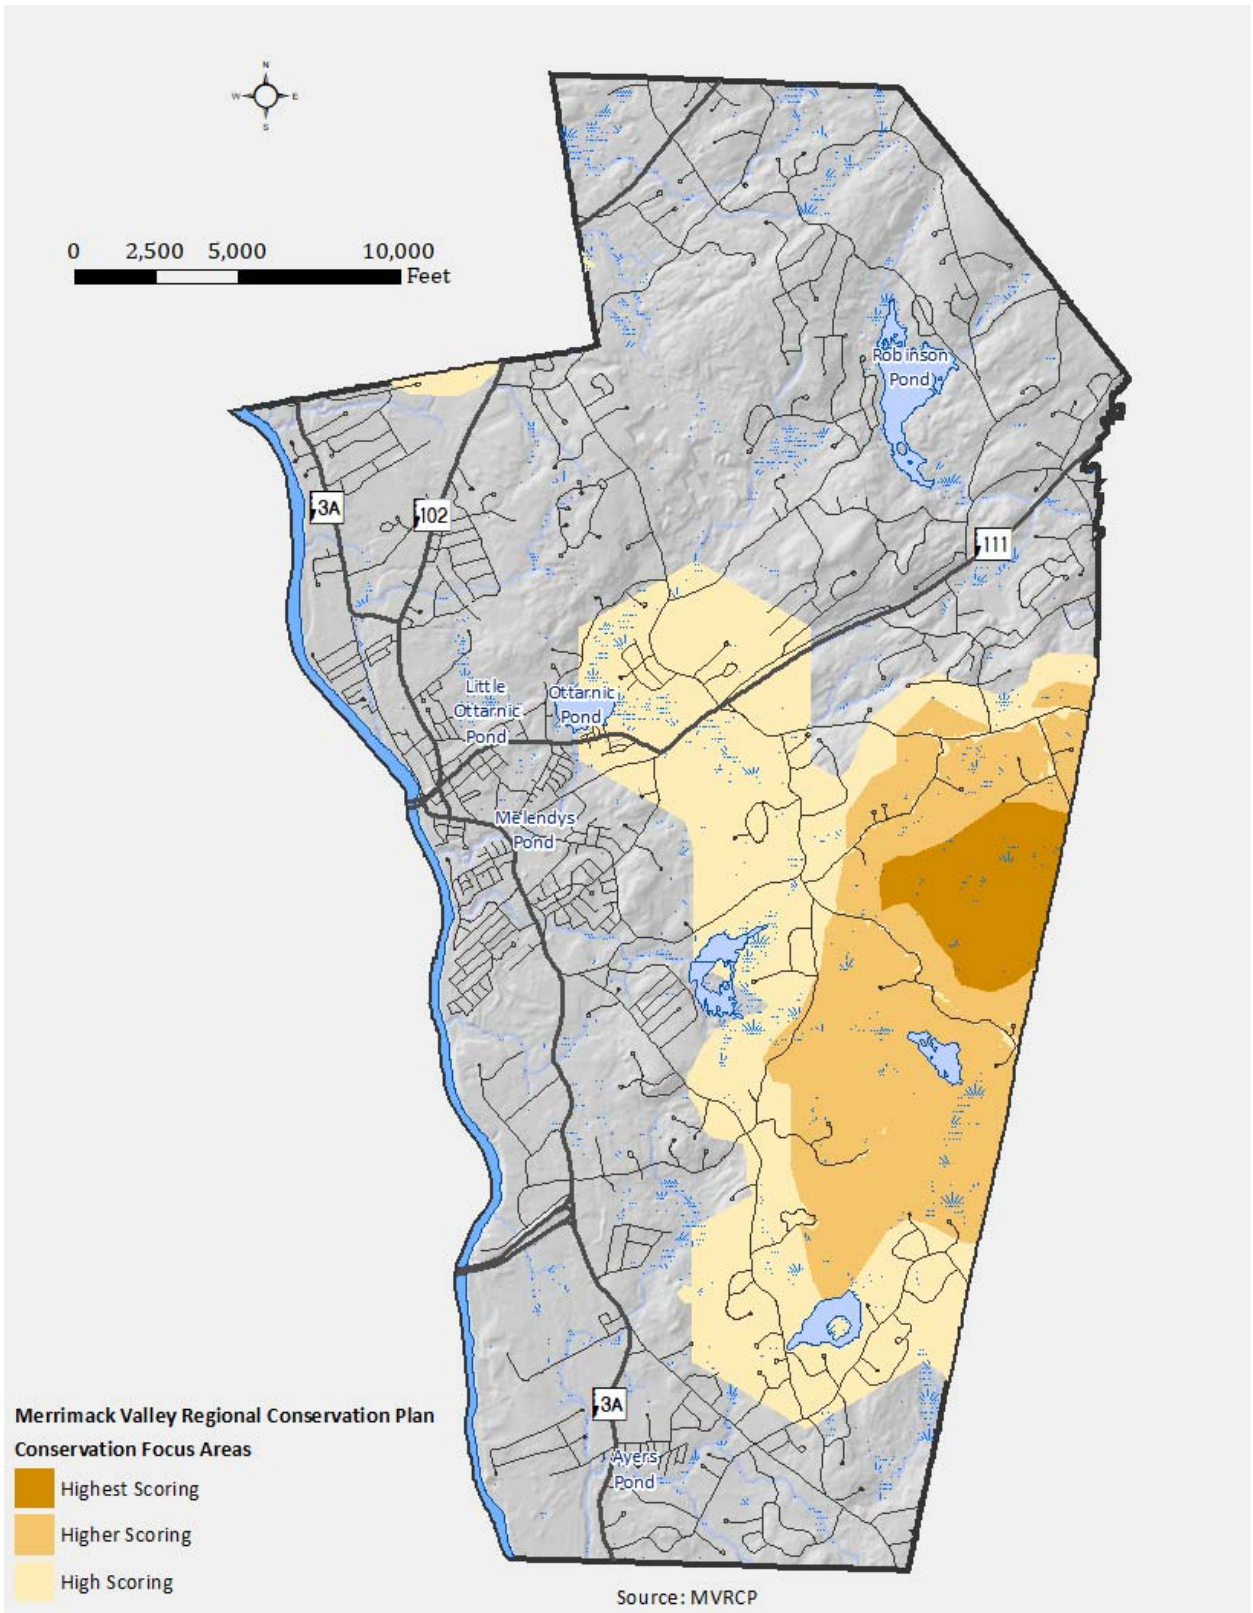 N
W E
S
0 2,500 5,000 10,000
Feet
Robinson
Pond
3A
102
111
Little
Ottarnic
Pond
Ottarnic
Pond
Melendys
Pond
3A
Ayers
Pond
Merrimack Valley Regional Conservation Plan
Conservation Focus Areas
Highest Scoring
Higher Scoring
High Scoring
Source: MVRCP